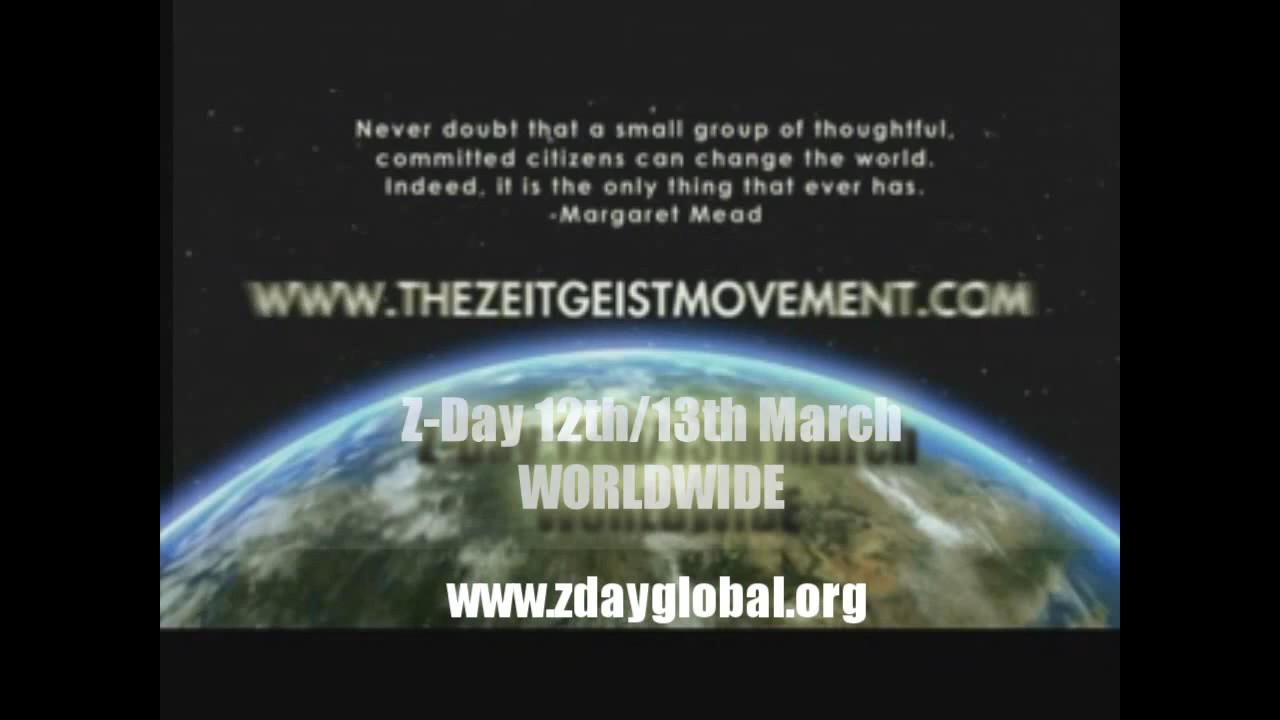 Never doubt that a small group of thoughtful,
committed citizens can change the world.
Indeed, it is the only thing that ever has.
-Margaret Mead
WWW.THEZEITGEISTMOVEMENT.COM
Z-Day 12th/13th March
WORLDWIDE
www.zdayglobal.org